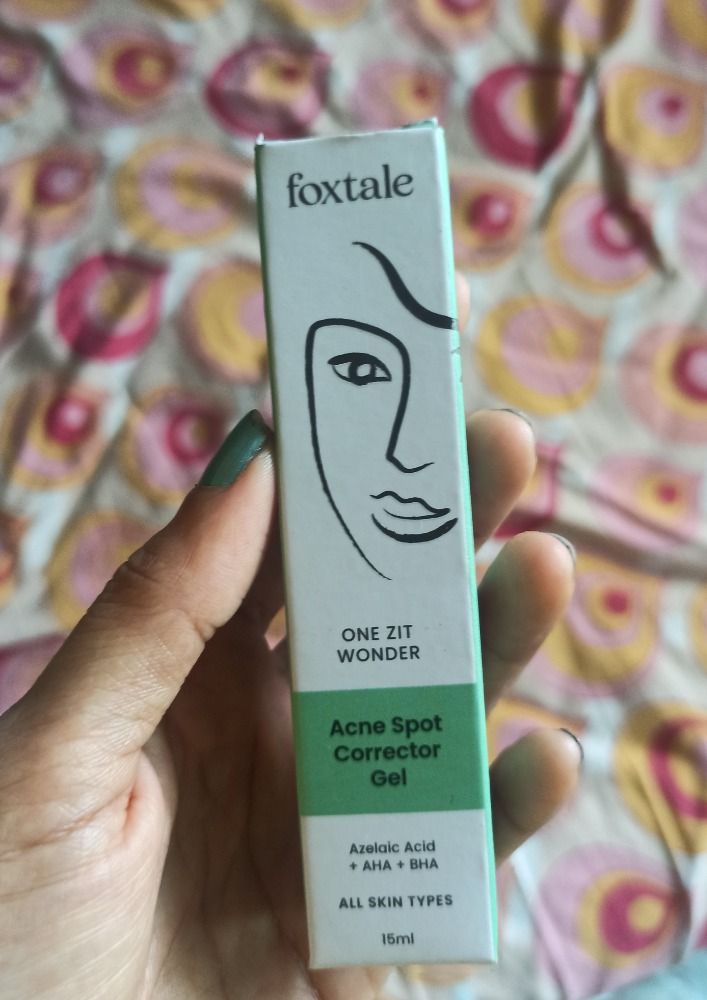 foxtale
ONE ZIT
WONDER
Acne Spot
Corrector
Gel
Azelaic Acid
+ AHA + BHA
ALL SKIN TYPES
15ml